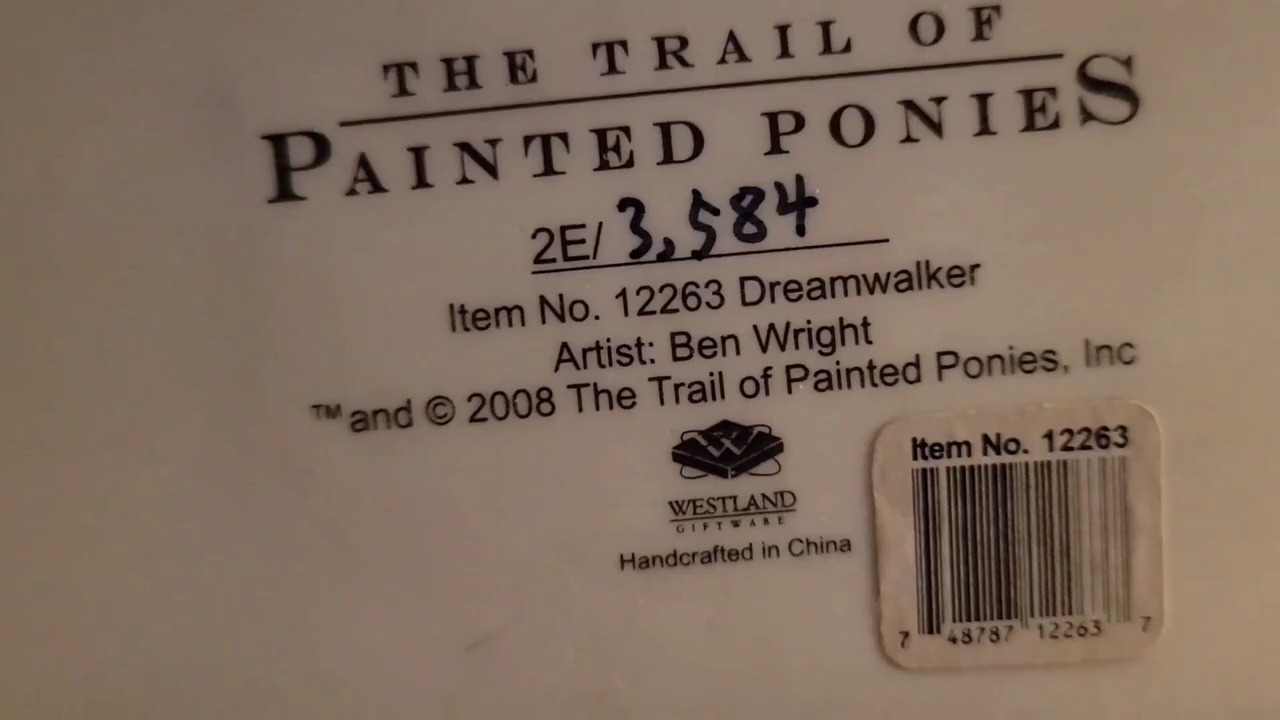 THE TRAIL OF
PAINTED PONIES
2E/ 3,584
Item No. 12263 Dreamwalker
Artist: Ben Wright
™ and © 2008 The Trail of Painted Ponies, Inc
W
WESTLAND
GIFTWARE
Handcrafted in China
Item No. 12263
7 48787 12263 7